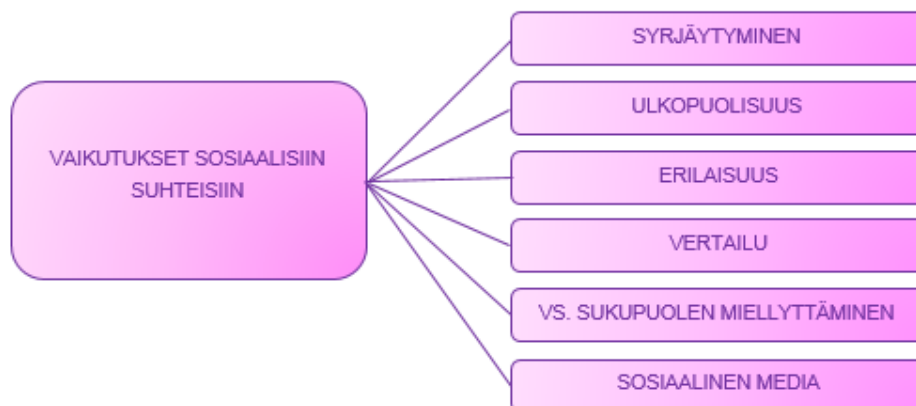 VAIKUTUKSET SOSIAALISIIN
SUHTEISIIN
SYRJÄYTYMINEN
ULKOPUOLISUUS
ERILAISUUS
VERTAILU
VS. SUKUPUOLEN MIELLYTTÄMINEN
SOSIAALINEN MEDIA